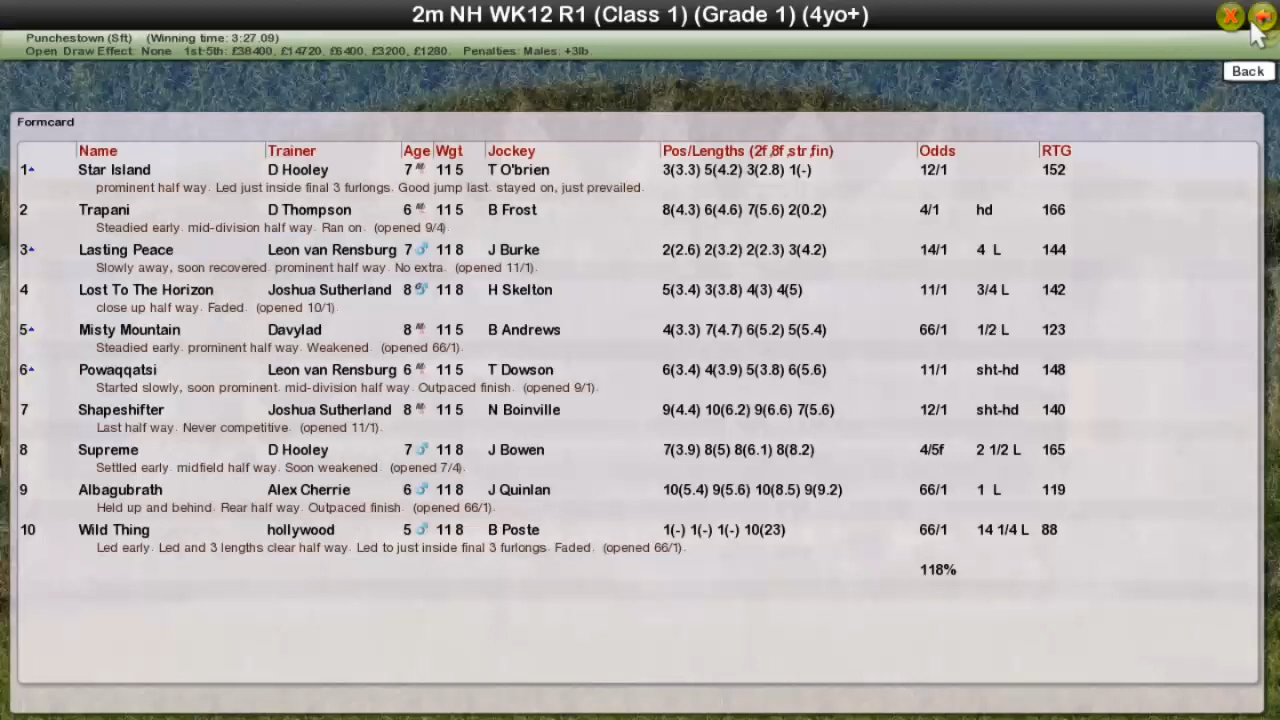 2m NH WK12 R1 (Class 1) (Grade 1) (4yo+)
Punchestown (Sft) (Winning time: 3:27.09)
Open Draw Effect: None 1st-5th: £38400, £14720, £6400, £3200, £1280. Penalties: Males: +3lb.
Back
Formcard
Name Trainer Age Wgt Jockey Pos/Lengths (2f,8f,str,fin) Odds RTG
1 Star Island D Hooley 7 11 5 T O'brien 3(3.3) 5(4.2) 3(2.8) 1(-) 12/1 152
prominent half way. Led just inside final 3 furlongs. Good jump last. stayed on, just prevailed.
2 Trapani D Thompson 6 11 5 B Frost 8(4.3) 6(4.6) 7(5.6) 2(0.2) 4/1 hd 166
Steadied early. mid-division half way. Ran on. (opened 9/4)
3 Lasting Peace Leon van Rensburg 7 11 8 J Burke 2(2.6) 2(3.2) 2(2.3) 3(4.2) 14/1 4 L 144
Slowly away, soon recovered. prominent half way. No extra. (opened 11/1).
4 Lost To The Horizon Joshua Sutherland 8 11 8 H Skelton 5(3.4) 3(3.8) 4(3) 4(5) 11/1 3/4 L 142
close up half way. Faded. (opened 10/1).
5 Misty Mountain Davylad 8 11 5 B Andrews 4(3.3) 7(4.7) 6(5.2) 5(5.4) 66/1 1/2 L 123
Steadied early. prominent half way. Weakened. (opened 66/1).
6 Powaqqatsi Leon van Rensburg 6 11 5 T Dowson 6(3.4) 4(3.9) 5(3.8) 6(5.6) 11/1 sht-hd 148
Started slowly, soon prominent. mid-division half way. Outpaced finish. (opened 9/1).
7 Shapeshifter Joshua Sutherland 8 11 5 N Boinville 9(4.4) 10(6.2) 9(6.6) 7(5.6) 12/1 sht-hd 140
Last half way. Never competitive. (opened 11/1).
8 Supreme D Hooley 7 11 8 J Bowen 7(3.9) 8(5) 8(6.1) 8(8.2) 4/5f 2 1/2 L 165
Settled early. midfield half way. Soon weakened. (opened 7/4).
9 Albagubrath Alex Cherrie 6 11 8 J Quinlan 10(5.4) 9(5.6) 10(8.5) 9(9.2) 66/1 1 L 119
Held up and behind. Rear half way. Outpaced finish. (opened 66/1).
10 Wild Thing hollywood 5 11 8 B Poste 1(-) 1(-) 1(-) 10(23) 66/1 14 1/4 L 88
Led early. Led and 3 lengths clear half way. Led to just inside final 3 furlongs. Faded. (opened 66/1).
118%